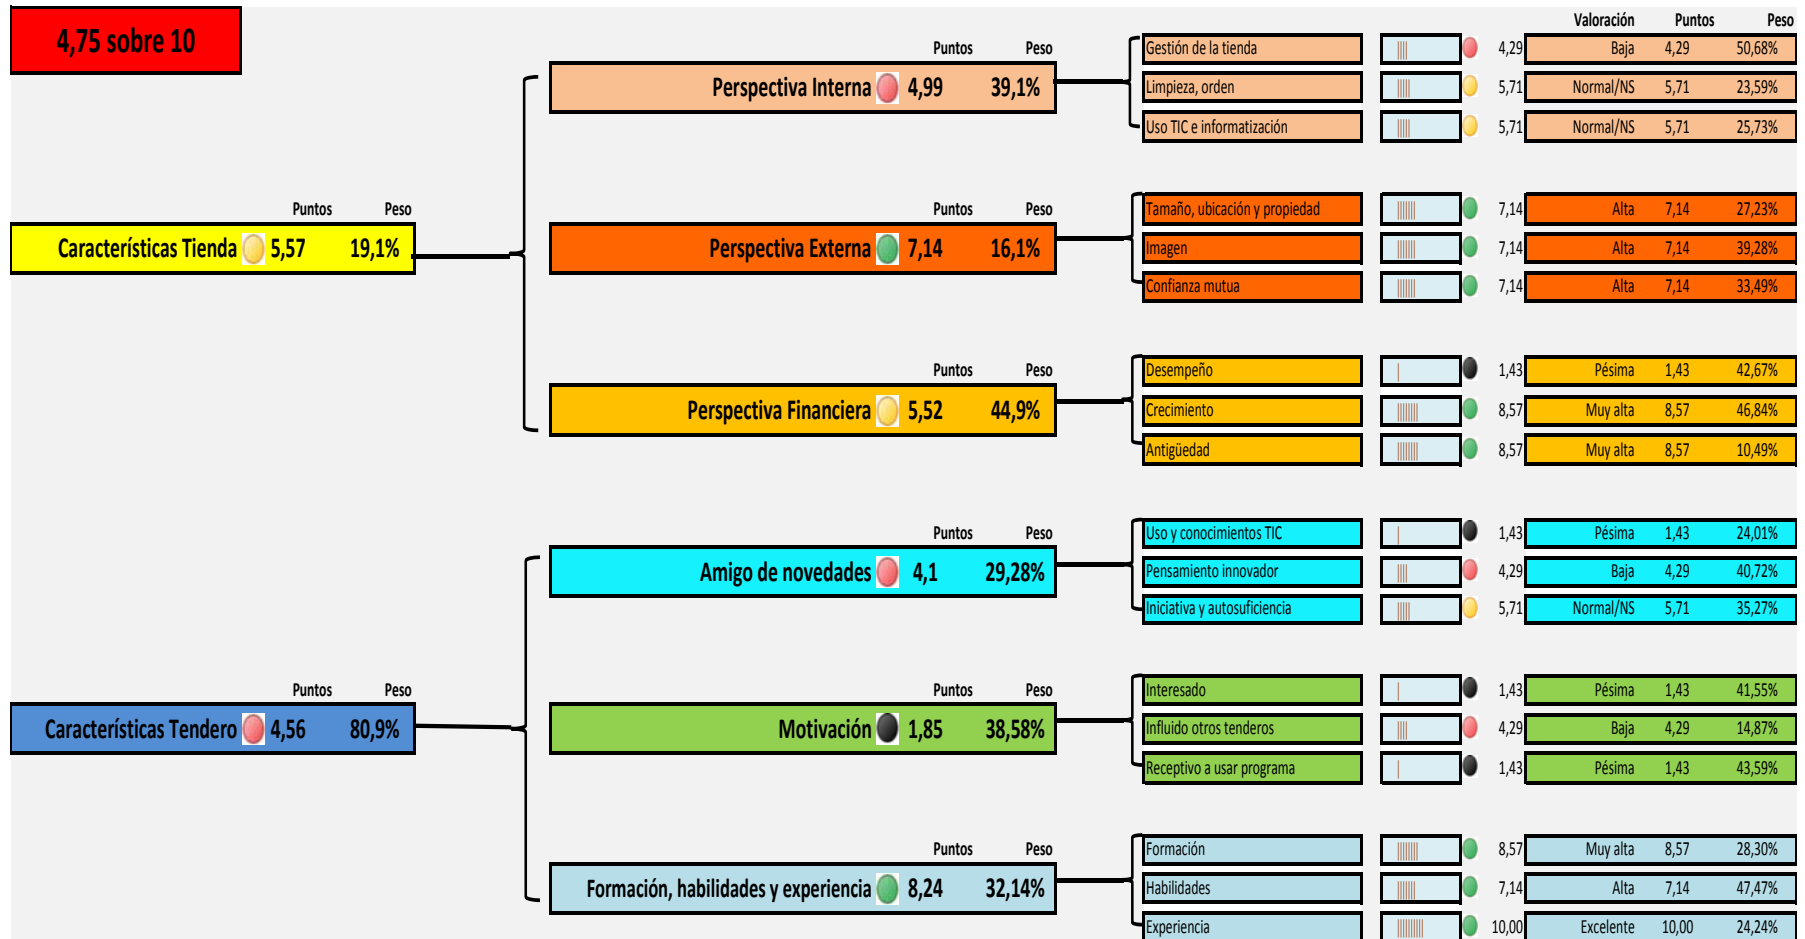 4,75 sobre 10
Valoración Puntos Peso
Puntos Peso
Perspectiva Interna 4,99 39,1%
Gestión de la tienda 4,29 Baja 4,29 50,68%
Limpieza, orden 5,71 Normal/NS 5,71 23,59%
Uso TIC e informatización 5,71 Normal/NS 5,71 25,73%
Puntos Peso
Características Tienda 5,57 19,1%
Puntos Peso
Perspectiva Externa 7,14 16,1%
Tamaño, ubicación y propiedad 7,14 Alta 7,14 27,23%
Imagen 7,14 Alta 7,14 39,28%
Confianza mutua 7,14 Alta 7,14 33,49%
Puntos Peso
Perspectiva Financiera 5,52 44,9%
Desempeño 1,43 Pésima 1,43 42,67%
Crecimiento 8,57 Muy alta 8,57 46,84%
Antigüedad 8,57 Muy alta 8,57 10,49%
Puntos Peso
Amigo de novedades 4,1 29,28%
Uso y conocimientos TIC 1,43 Pésima 1,43 24,01%
Pensamiento innovador 4,29 Baja 4,29 40,72%
Iniciativa y autosuficiencia 5,71 Normal/NS 5,71 35,27%
Puntos Peso
Características Tendero 4,56 80,9%
Puntos Peso
Motivación 1,85 38,58%
Interesado 1,43 Pésima 1,43 41,55%
Influido otros tenderos 4,29 Baja 4,29 14,87%
Receptivo a usar programa 1,43 Pésima 1,43 43,59%
Puntos Peso
Formación, habilidades y experiencia 8,24 32,14%
Formación 8,57 Muy alta 8,57 28,30%
Habilidades 7,14 Alta 7,14 47,47%
Experiencia 10,00 Excelente 10,00 24,24%